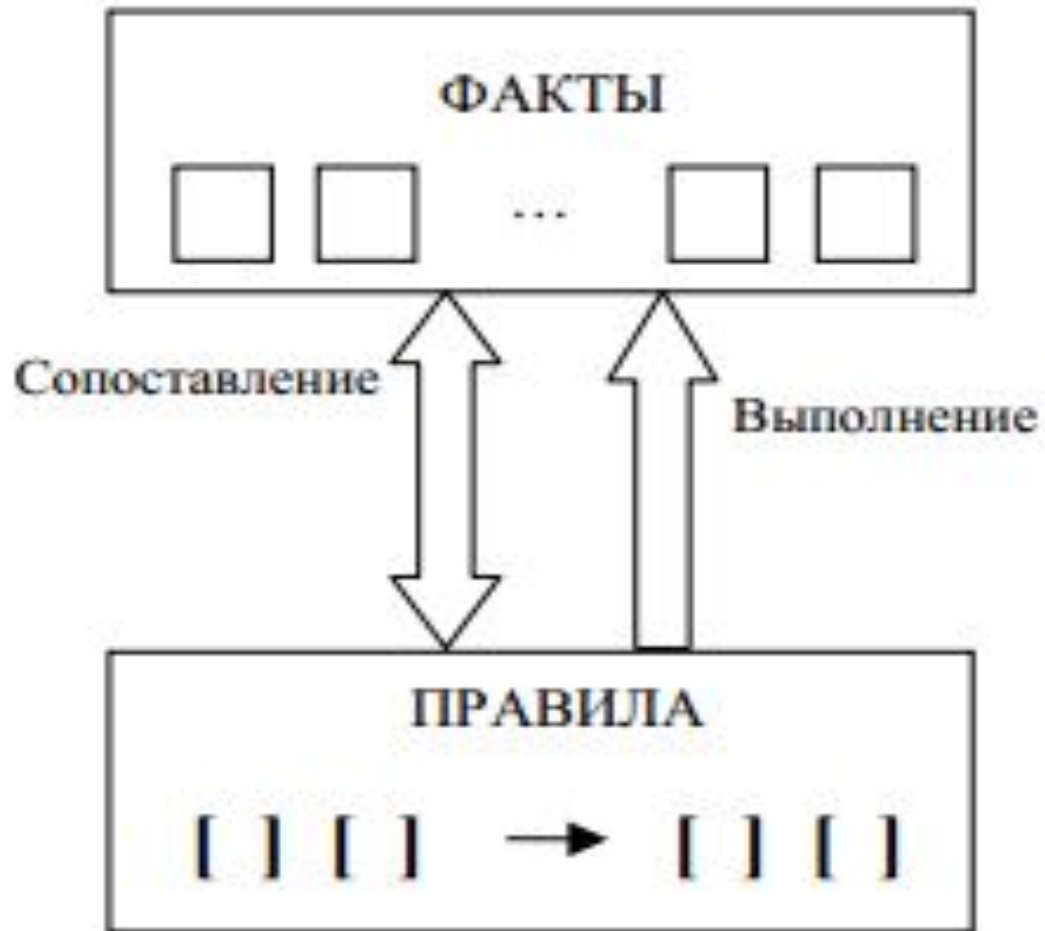 ФАКТЫ
...
Сопоставление
Выполнение
ПРАВИЛА
[ ] [ ] → [ ] [ ]